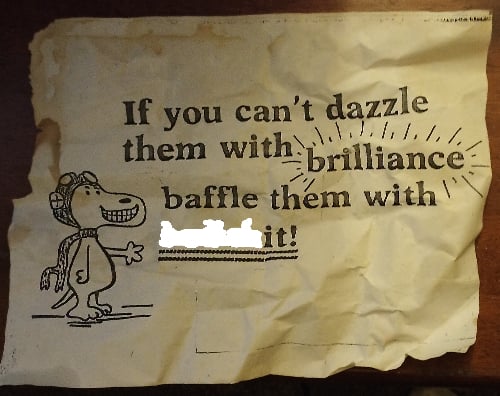 If you can't dazzle
them with brilliance
baffle them with
it!